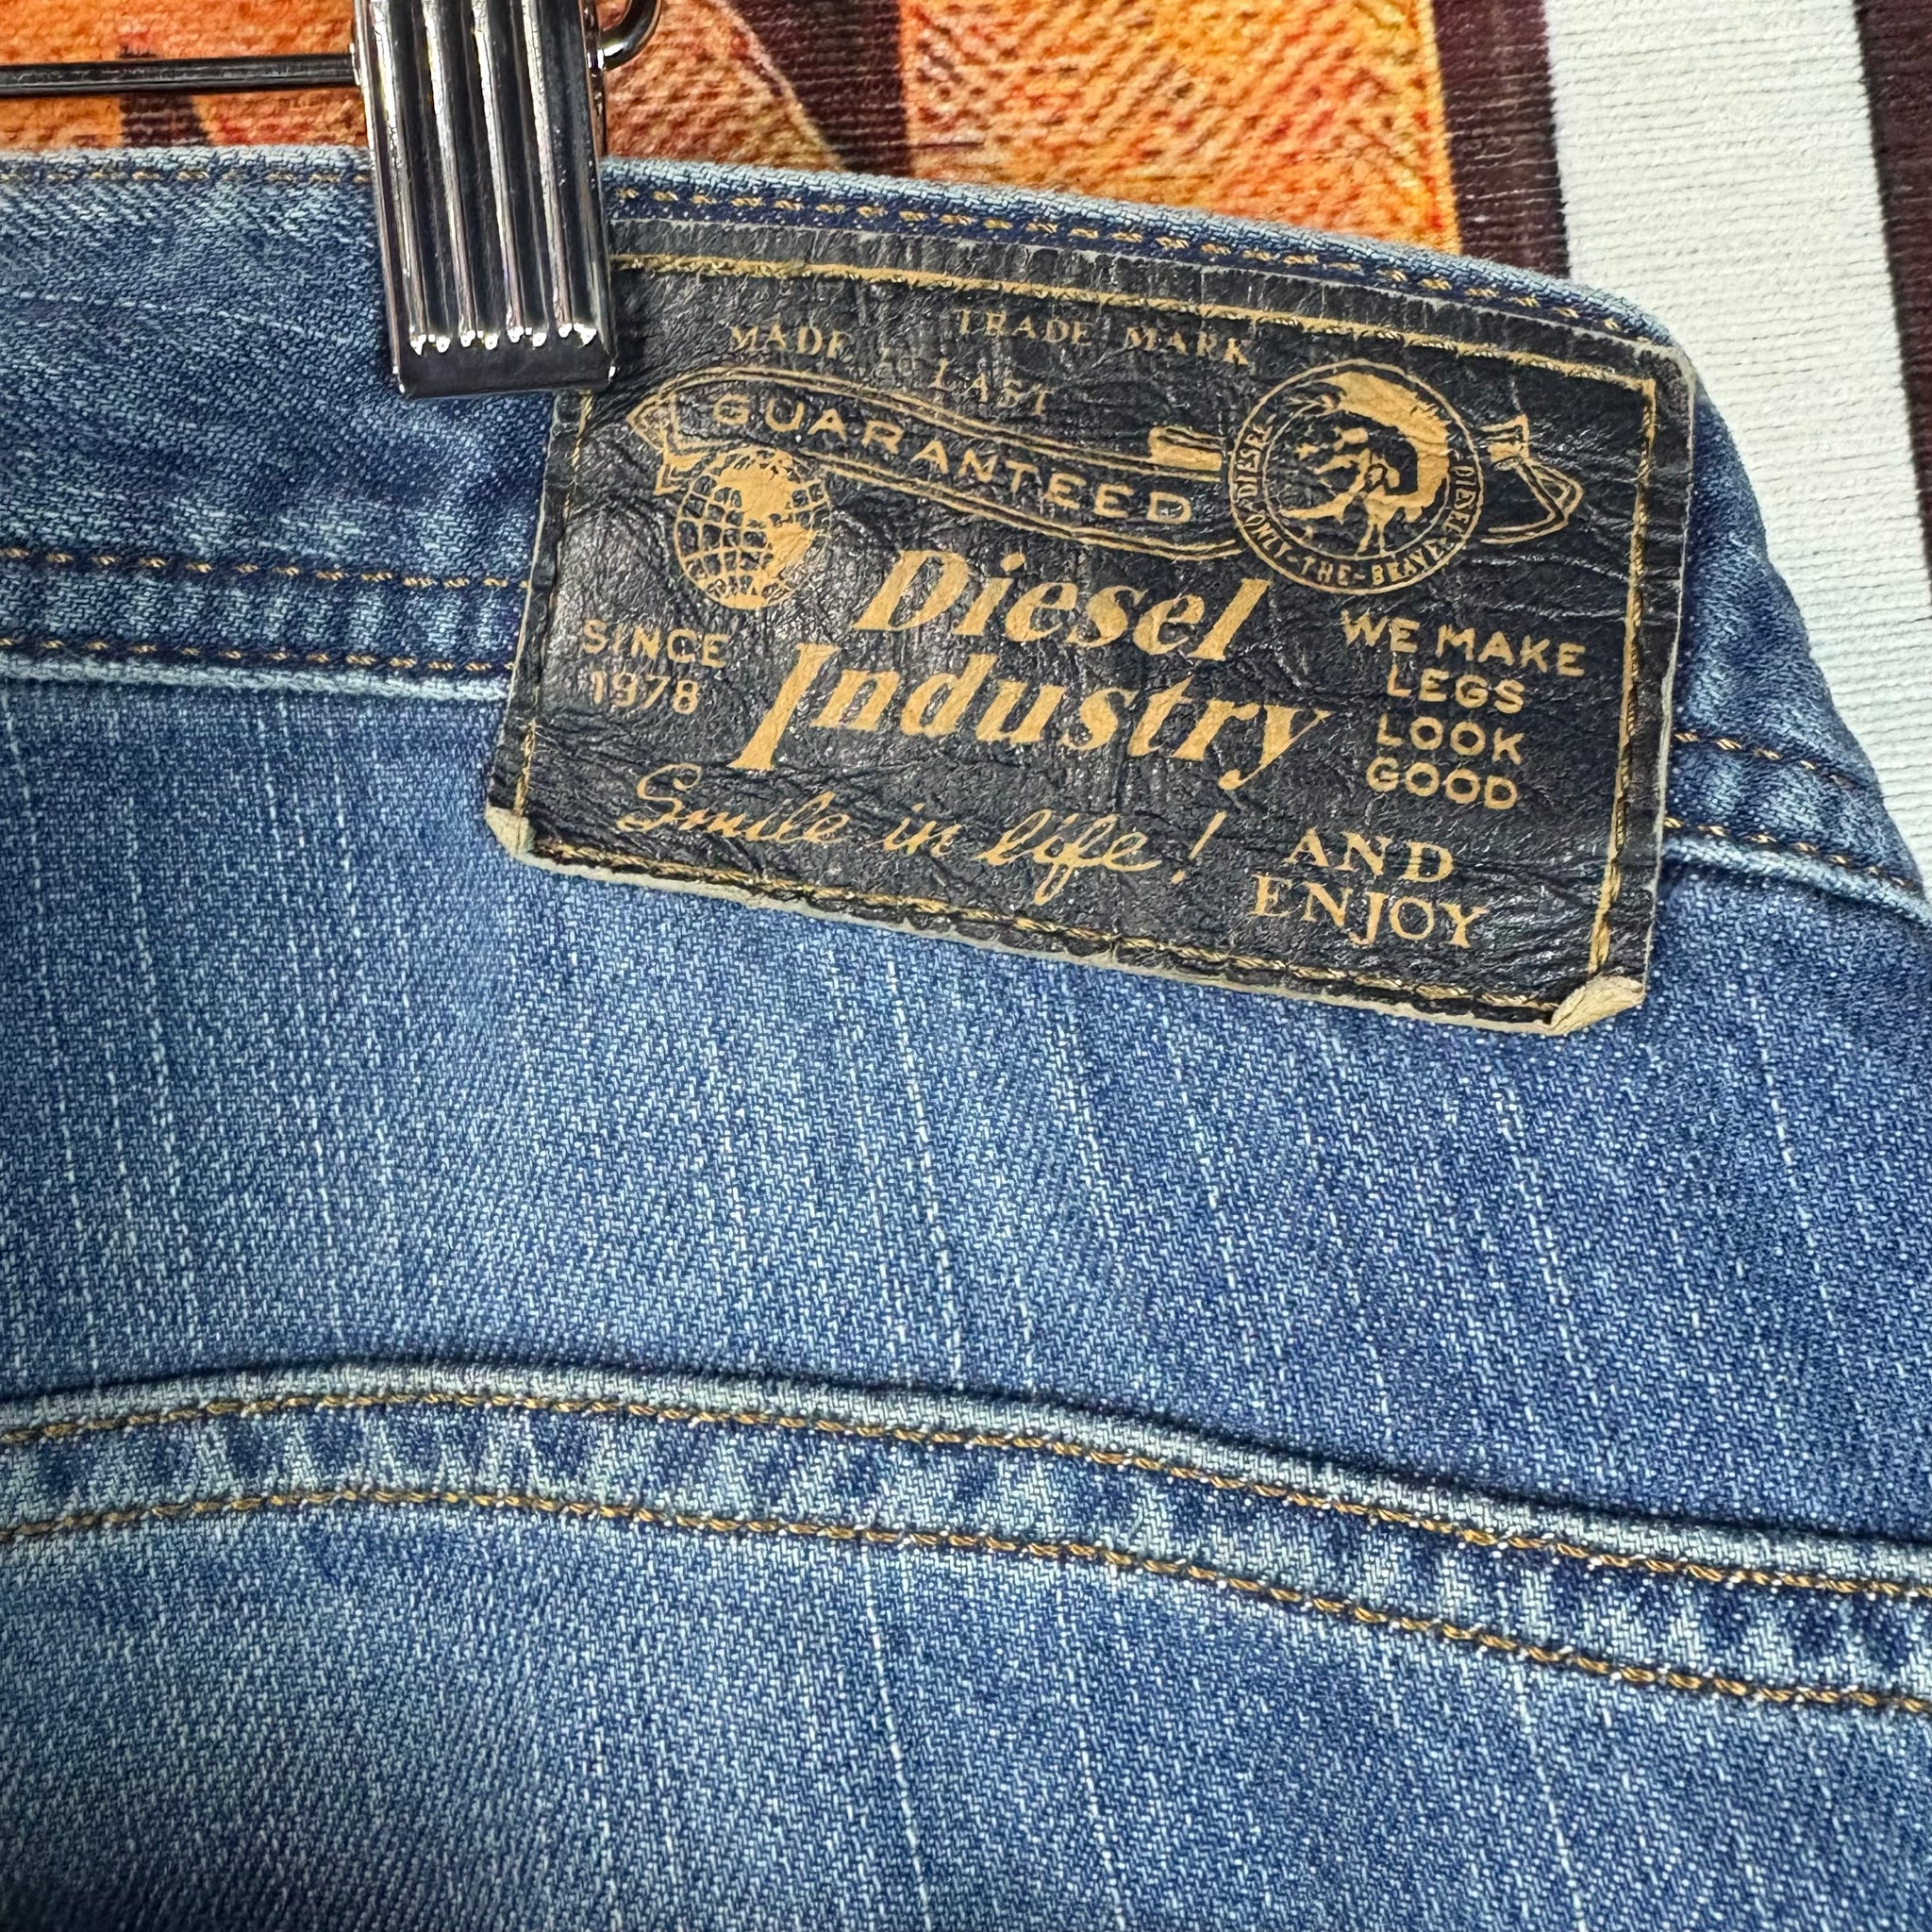 MADE TRADE MARK
LAST
GUARANTEED
DIESEL ONLY-THE-BRAVE DIESEL
Diesel
Industry
SINCE
1978
WE MAKE
LEGS
LOOK
GOOD
Smile in life!
AND
ENJOY